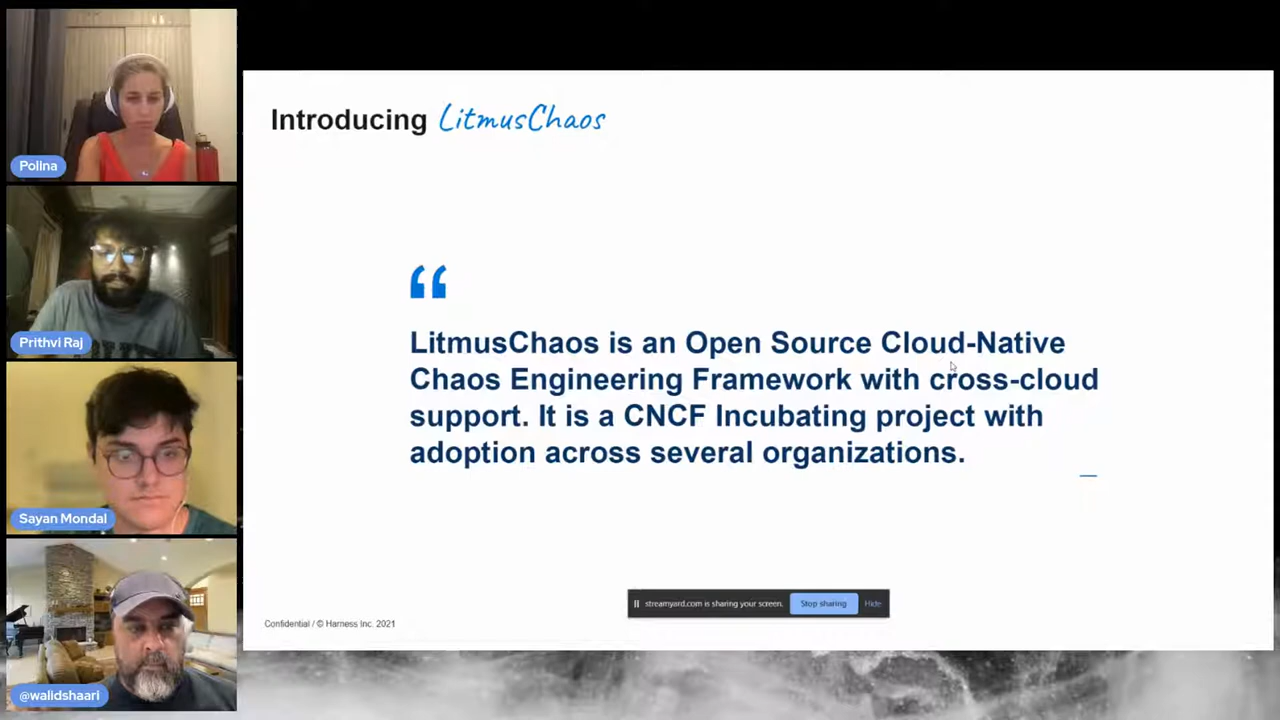 Polina
Prithvi Raj
Sayan Mondal
@walidshaari
Introducing LitmusChaos
“
LitmusChaos is an Open Source Cloud-Native
Chaos Engineering Framework with cross-cloud
support. It is a CNCF Incubating project with
adoption across several organizations.
streamyard.com is sharing your screen. Stop sharing Hide
Confidential / © Harness Inc. 2021